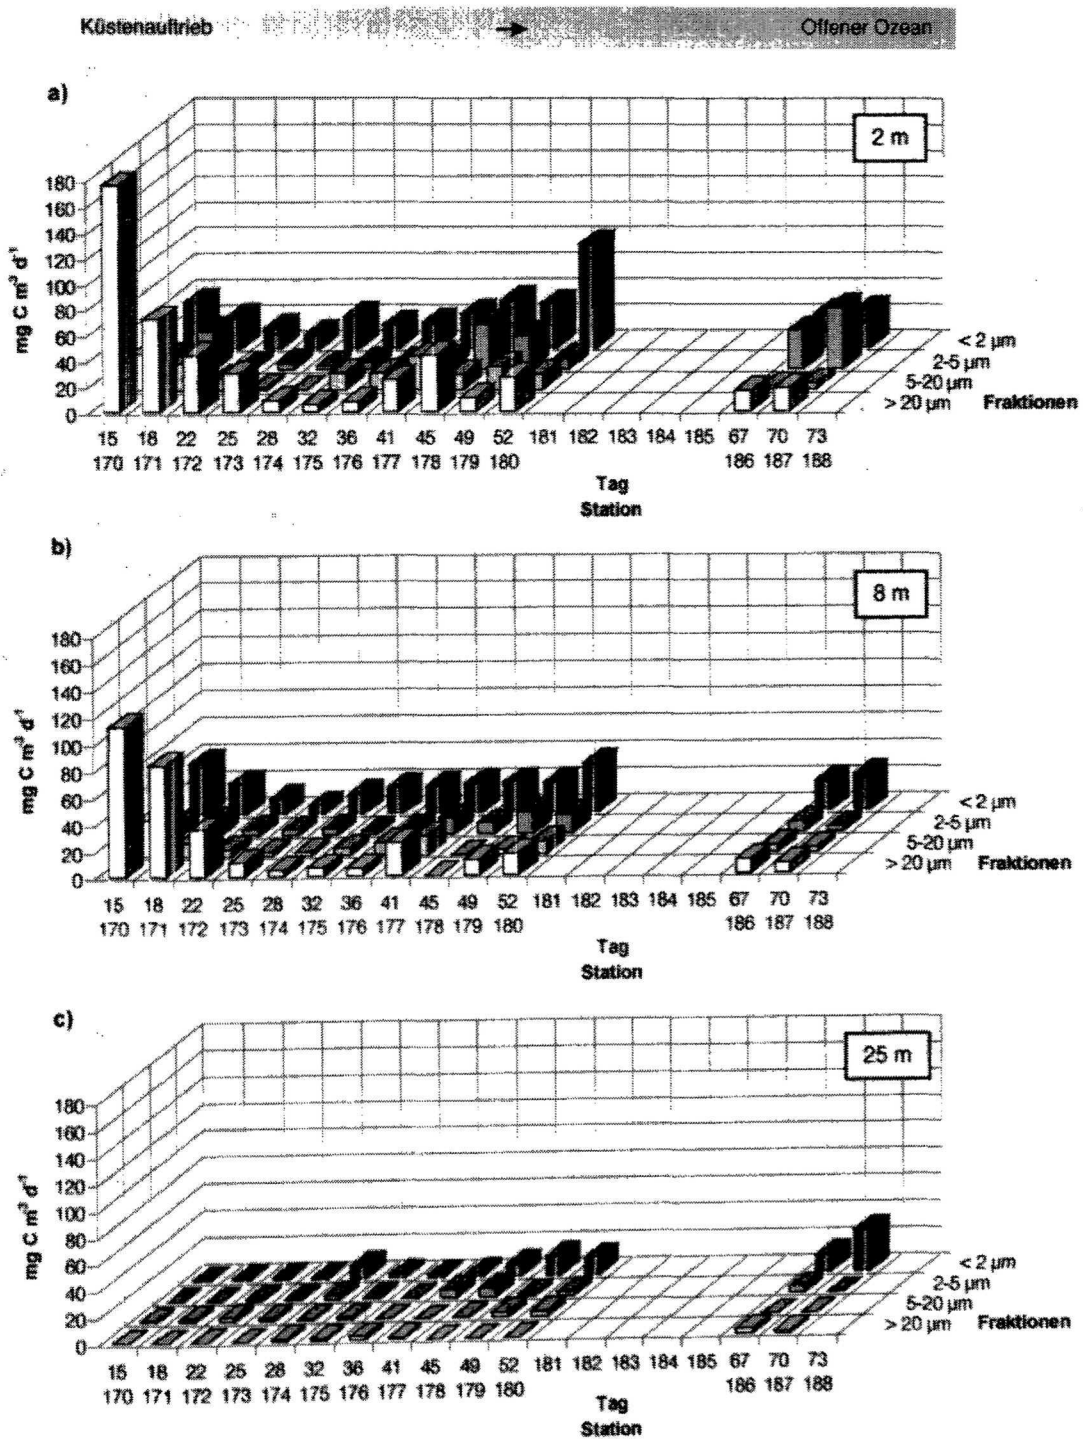 Küstenauftrieb → Offener Ozean
a)
2 m
180
160
140
120
100
80
60
40
20
0
mg C m³ d⁻¹
< 2 µm
2-5 µm
5-20 µm
> 20 µm Fraktionen
15 18 22 25 28 32 36 41 45 49 52 181 182 183 184 185 67 70 73
170 171 172 173 174 175 176 177 178 179 180 186 187 188
Tag
Station
b)
8 m
180
160
140
120
100
80
60
40
20
0
mg C m³ d⁻¹
< 2 µm
2-5 µm
5-20 µm
> 20 µm Fraktionen
15 18 22 25 28 32 36 41 45 49 52 181 182 183 184 185 67 70 73
170 171 172 173 174 175 176 177 178 179 180 186 187 188
Tag
Station
c)
25 m
180
160
140
120
100
80
60
40
20
0
mg C m³ d⁻¹
< 2 µm
2-5 µm
5-20 µm
> 20 µm Fraktionen
15 18 22 25 28 32 36 41 45 49 52 181 182 183 184 185 67 70 73
170 171 172 173 174 175 176 177 178 179 180 186 187 188
Tag
Station